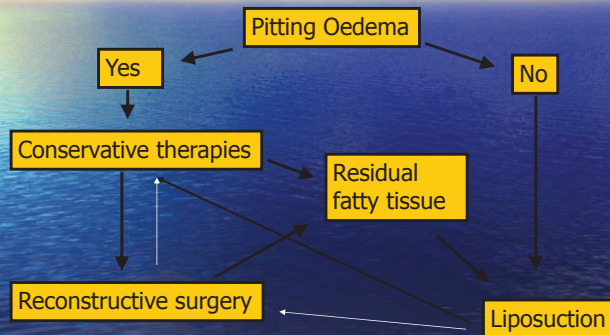 Pitting Oedema
Yes
No
Conservative therapies
Residual
fatty tissue
Reconstructive surgery
Liposuction